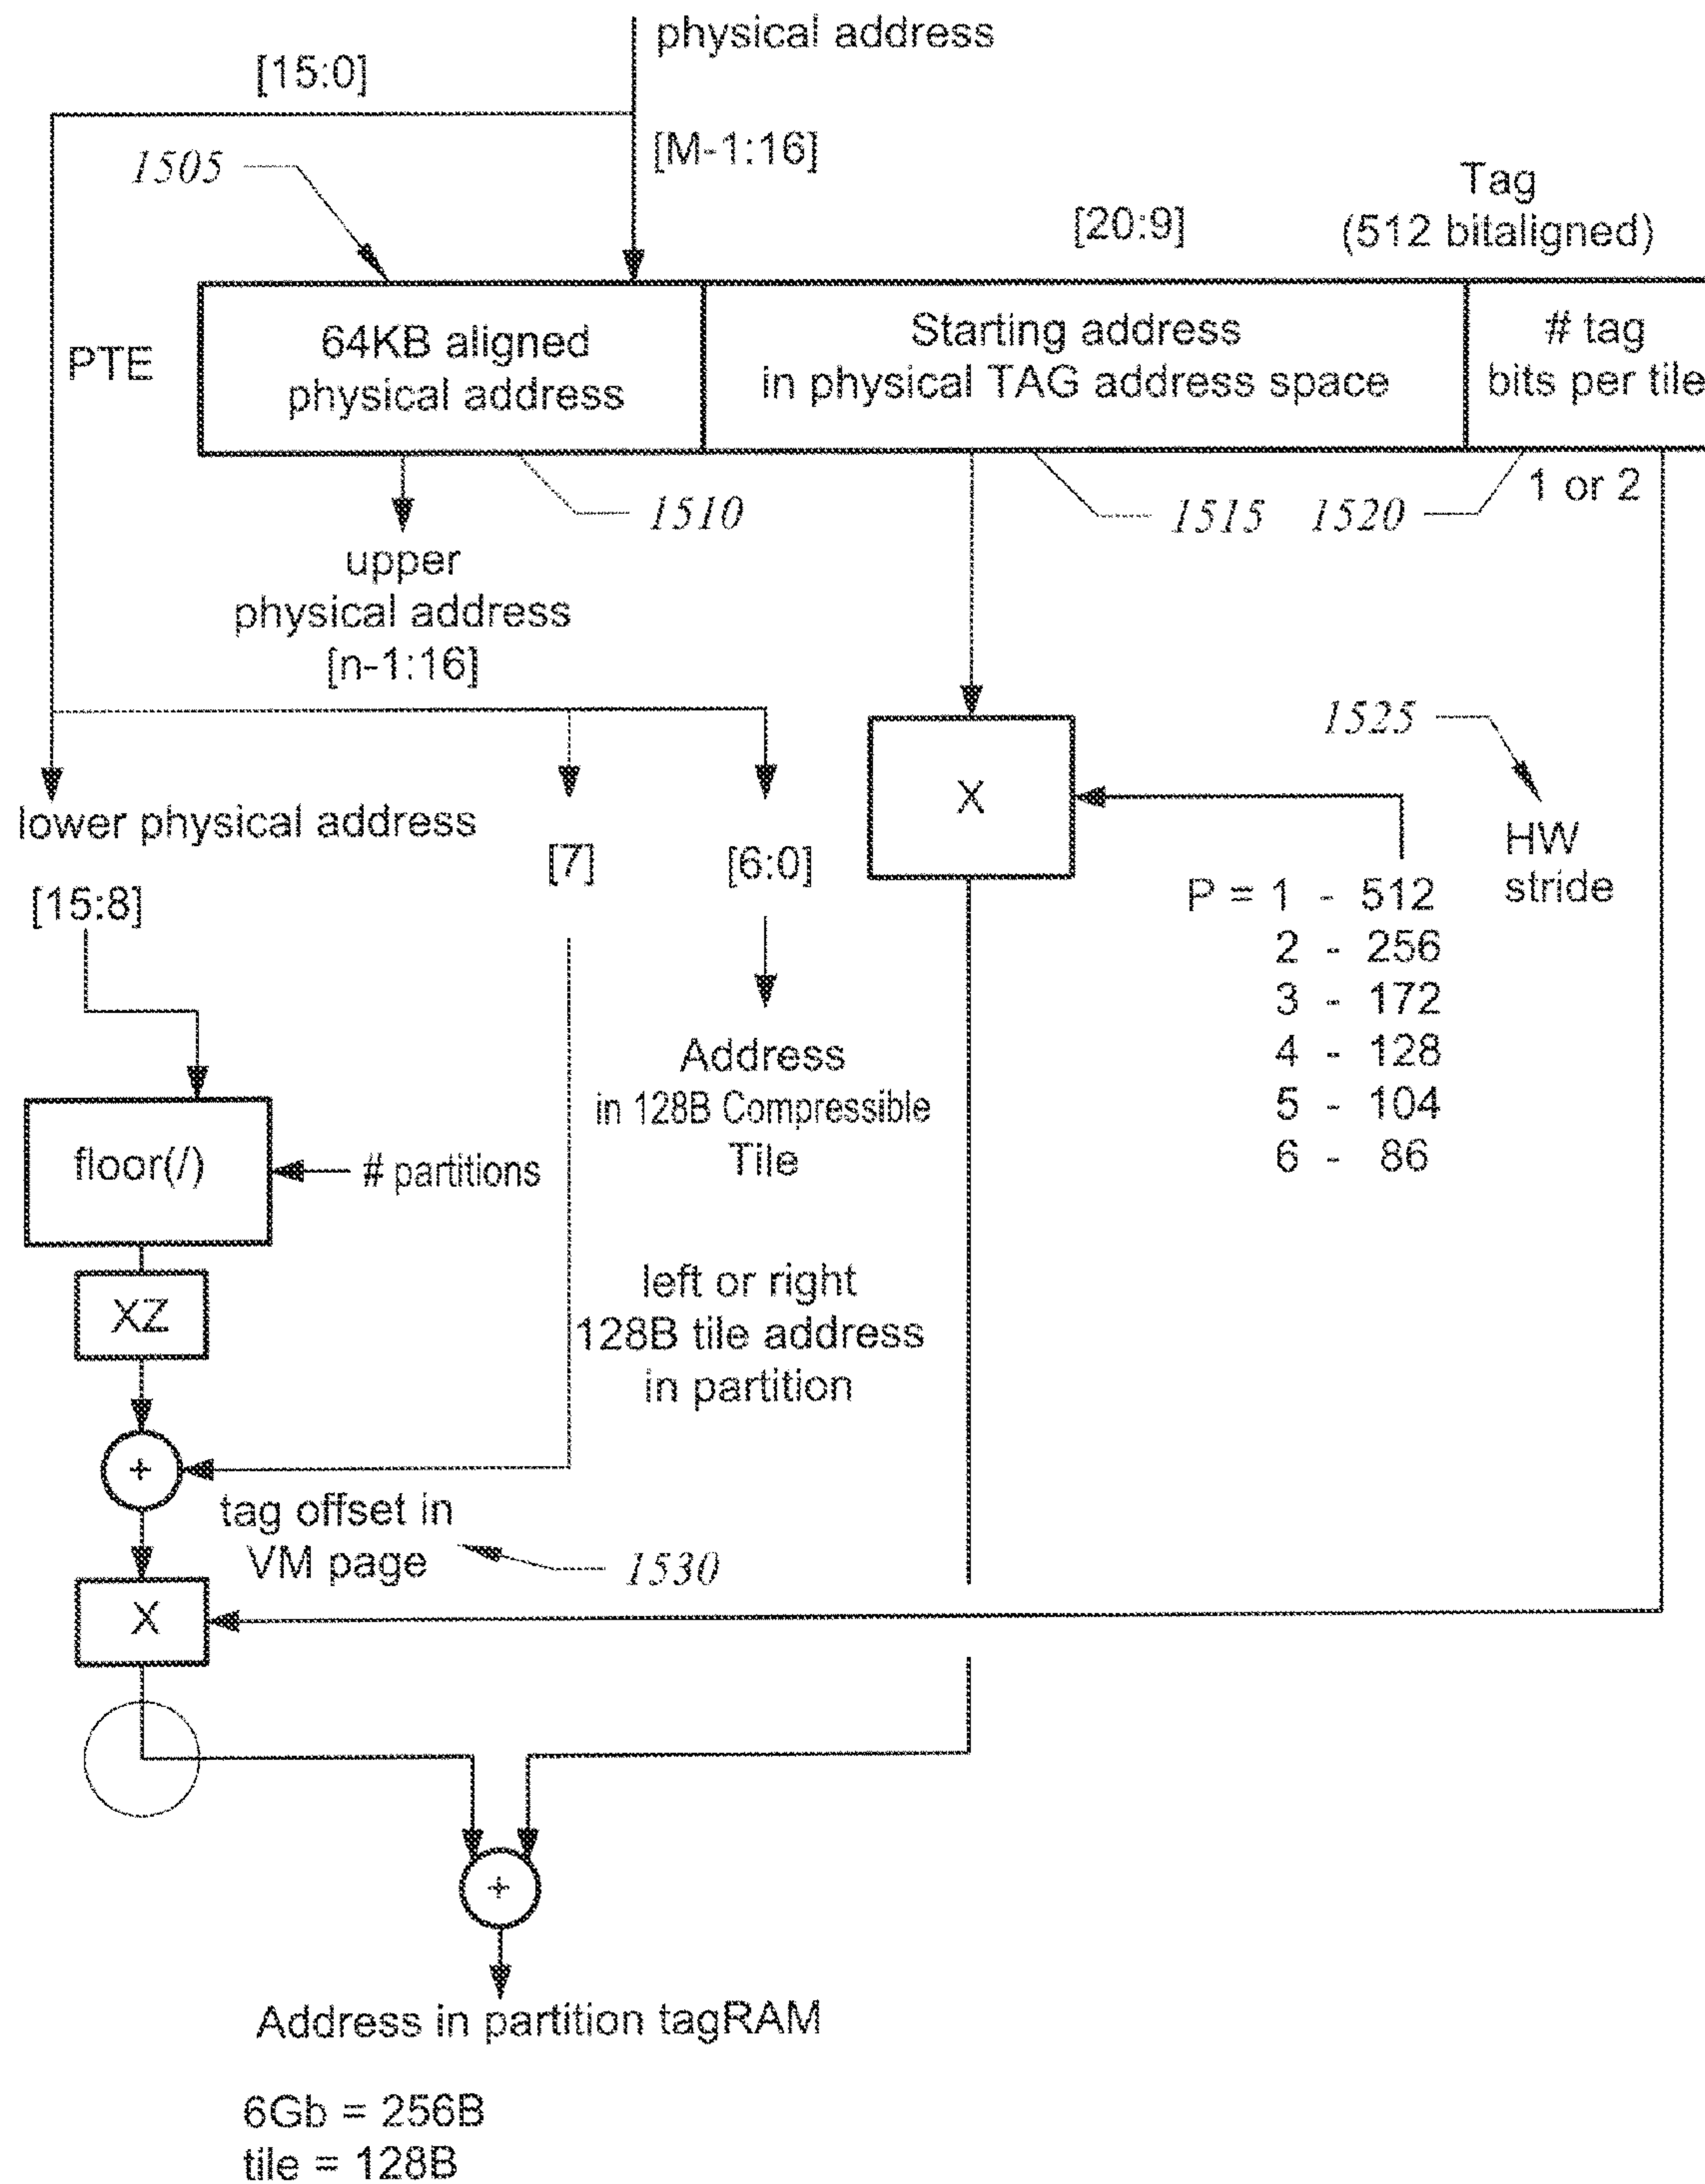 physical address
[15:0]
[M-1:16]
1505
Tag
[20:9]
(512 bitaligned)
PTE
64KB aligned
physical address
Starting address
in physical TAG address space
# tag
bits per tile
1510
1515
1520
1 or 2
upper
physical address
[n-1:16]
1525
X
HW
stride
lower physical address
[7]
[6:0]
[15:8]
P = 1 - 512
2 - 256
3 - 172
4 - 128
5 - 104
6 - 86
Address
in 128B Compressible
Tile
floor(/)
# partitions
left or right
128B tile address
in partition
XZ
+
tag offset in
VM page
1530
X
+
Address in partition tagRAM
6Gb = 256B
tile = 128B